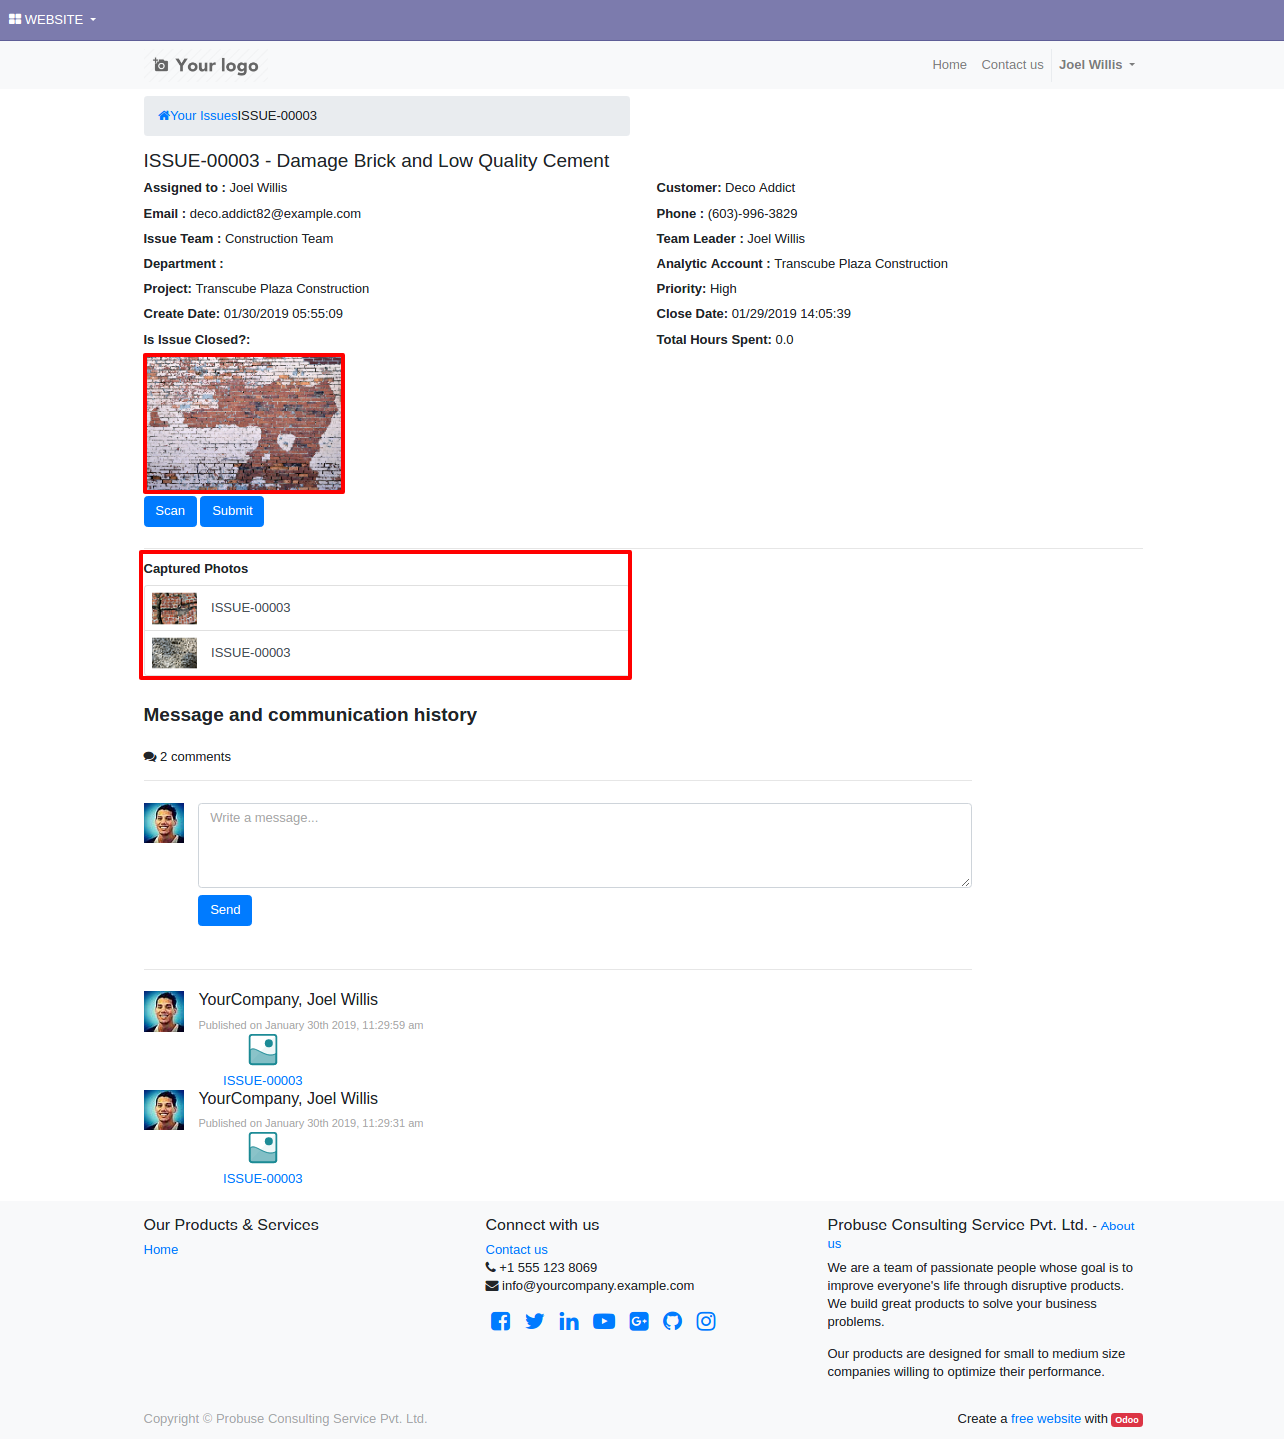 WEBSITE
Your logo
Home Contact us Joel Willis
Your IssuesISSUE-00003
ISSUE-00003 - Damage Brick and Low Quality Cement
Assigned to : Joel Willis
Customer: Deco Addict
Email : deco.addict82@example.com
Phone : (603)-996-3829
Issue Team : Construction Team
Team Leader : Joel Willis
Department :
Analytic Account : Transcube Plaza Construction
Project: Transcube Plaza Construction
Priority: High
Create Date: 01/30/2019 05:55:09
Close Date: 01/29/2019 14:05:39
Is Issue Closed?:
Total Hours Spent: 0.0
Scan Submit
Captured Photos
ISSUE-00003
ISSUE-00003
Message and communication history
2 comments
Write a message...
Send
YourCompany, Joel Willis
Published on January 30th 2019, 11:29:59 am
ISSUE-00003
YourCompany, Joel Willis
Published on January 30th 2019, 11:29:31 am
ISSUE-00003
Our Products & Services
Home
Connect with us
Contact us
+1 555 123 8069
info@yourcompany.example.com
Probuse Consulting Service Pvt. Ltd. - About
us
We are a team of passionate people whose goal is to
improve everyone's life through disruptive products.
We build great products to solve your business
problems.
Our products are designed for small to medium size
companies willing to optimize their performance.
Copyright © Probuse Consulting Service Pvt. Ltd.
Create a free website with Odoo